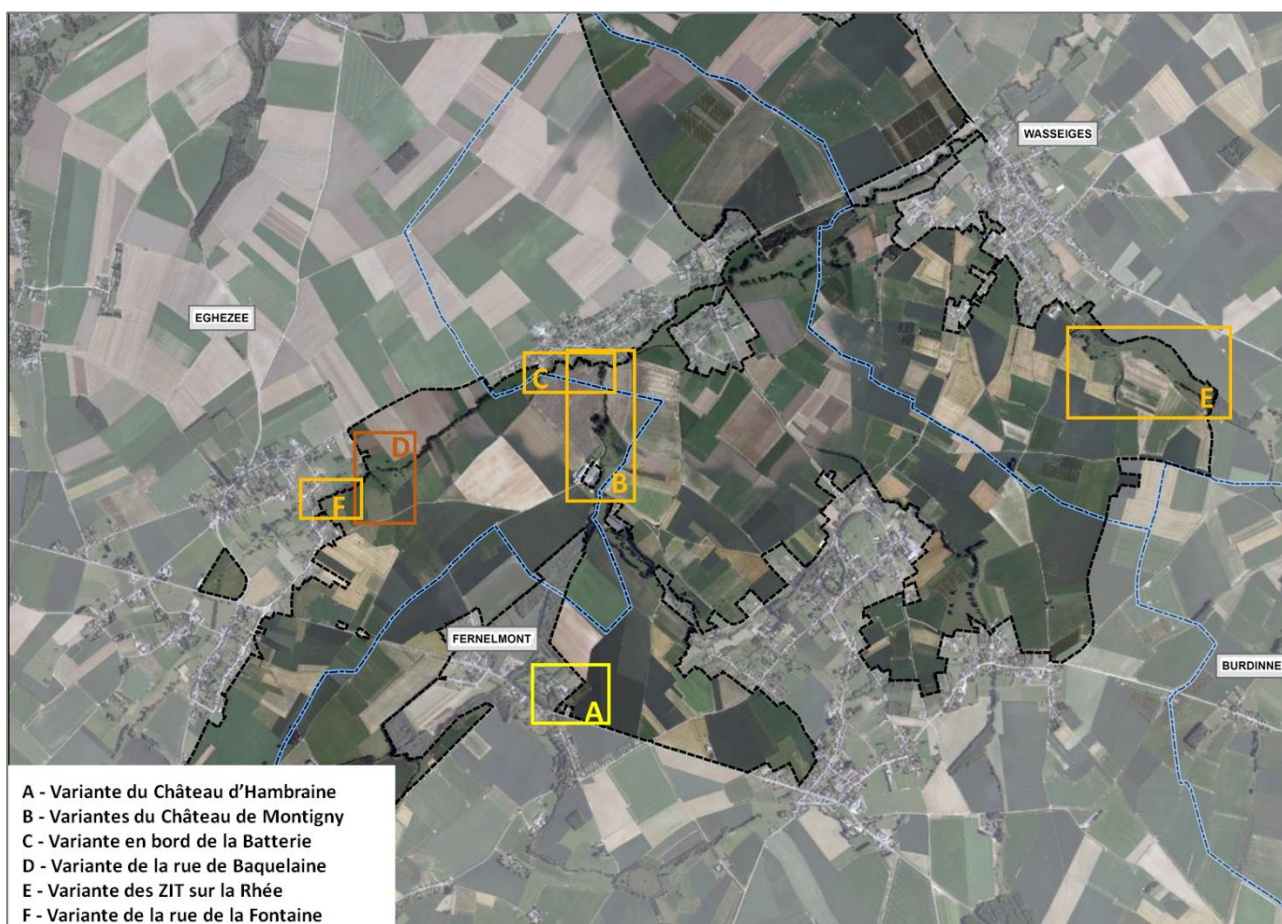 WASSEIGES
EGHEZEE
C
D
B
E
F
FERNELMONT
BURDINNE
A
A - Variante du Château d'Hambraine
B - Variantes du Château de Montigny
C - Variante en bord de la Batterie
D - Variante de la rue de Baquelaine
E - Variante des ZIT sur la Rhée
F - Variante de la rue de la Fontaine